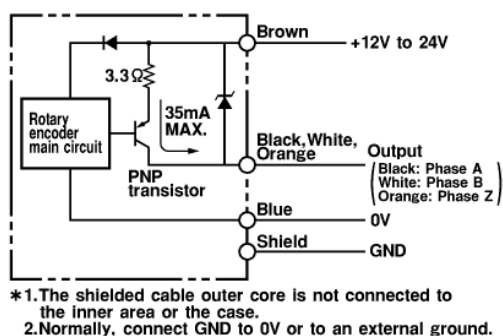 Brown
+12V to 24V
3.3Ω
35mA
MAX.
Rotary
encoder
main circuit
PNP
transistor
Black,White,
Orange
Output
(Black: Phase A
White: Phase B
Orange: Phase Z)
Blue
0V
Shield
GND
*1.The shielded cable outer core is not connected to
the inner area or the case.
2.Normally, connect GND to 0V or to an external ground.